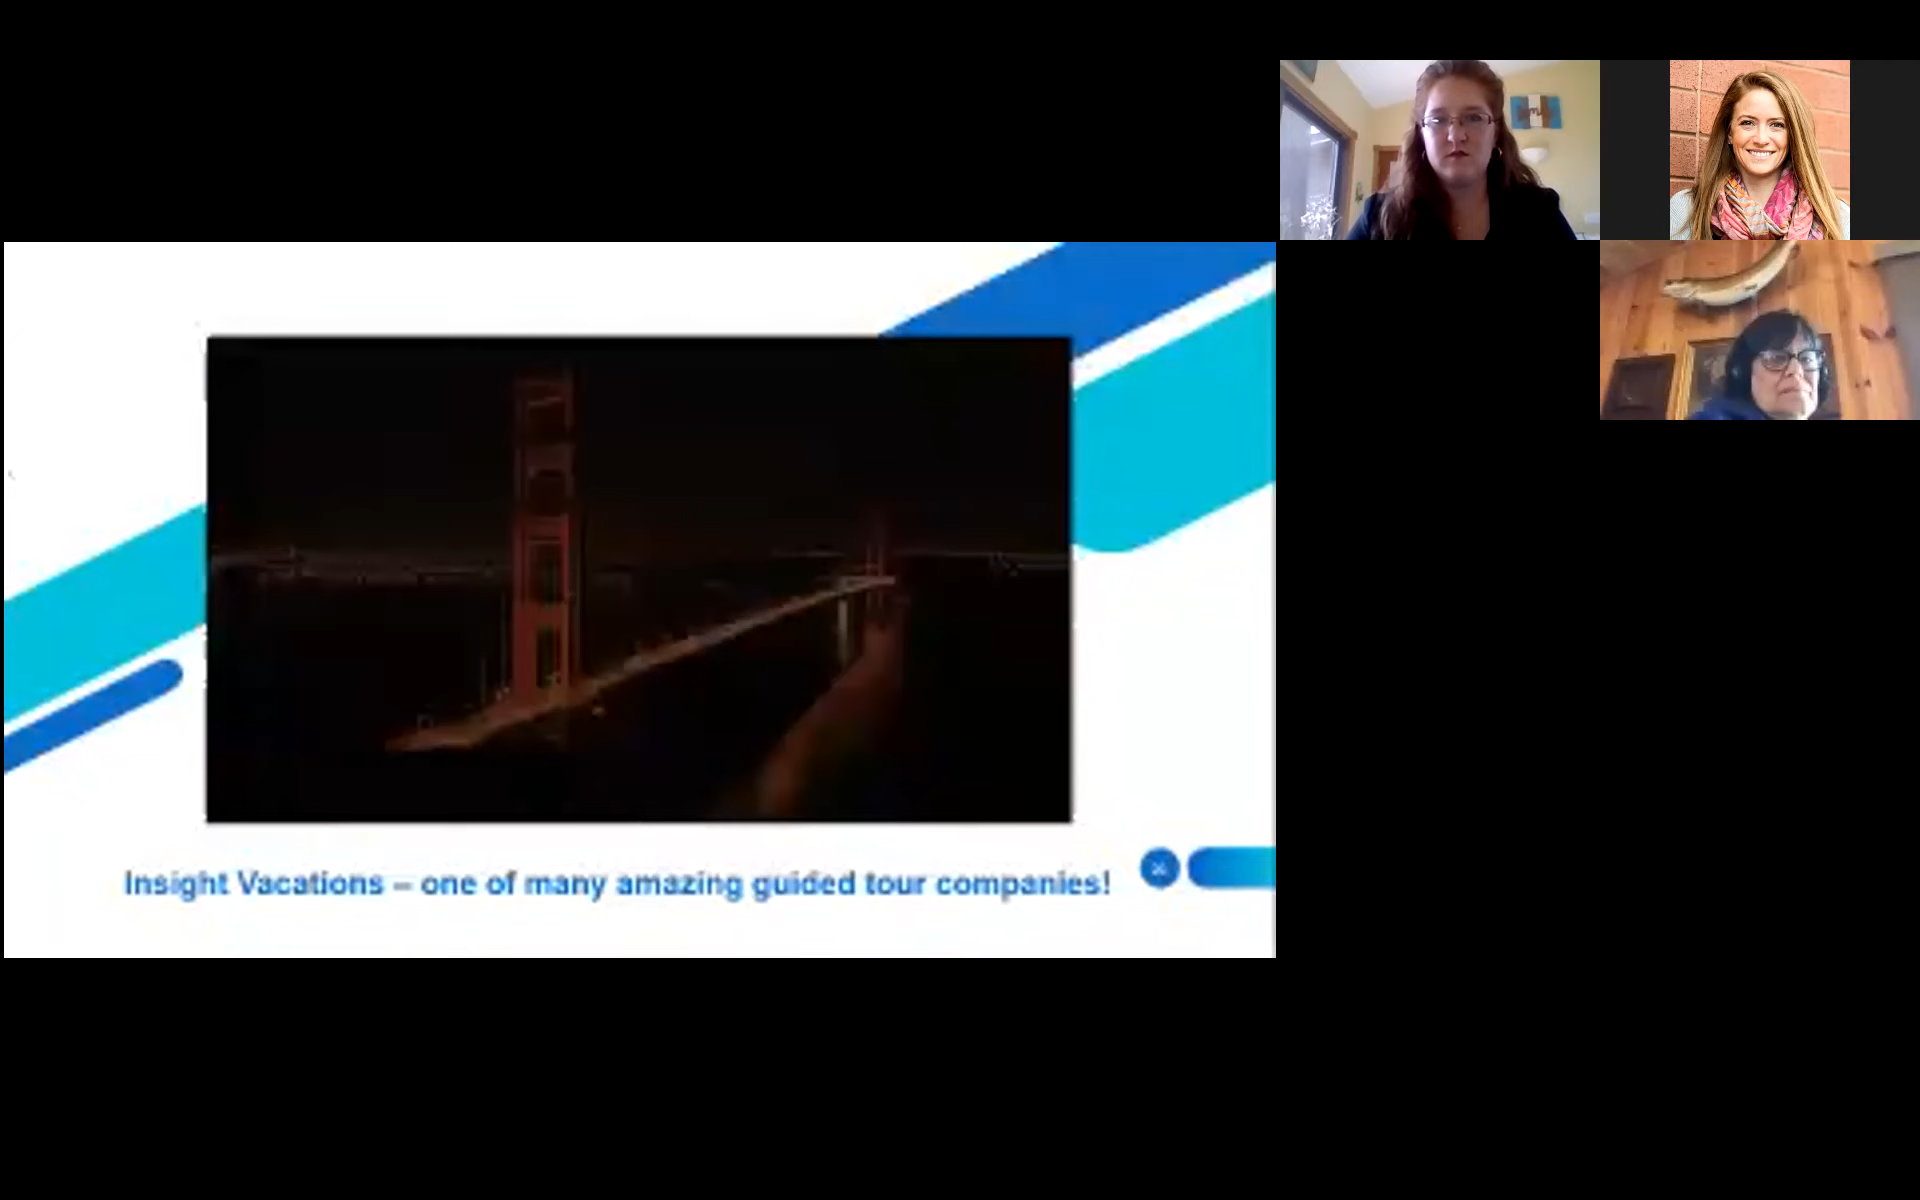 Insight Vacations – one of many amazing guided tour companies!